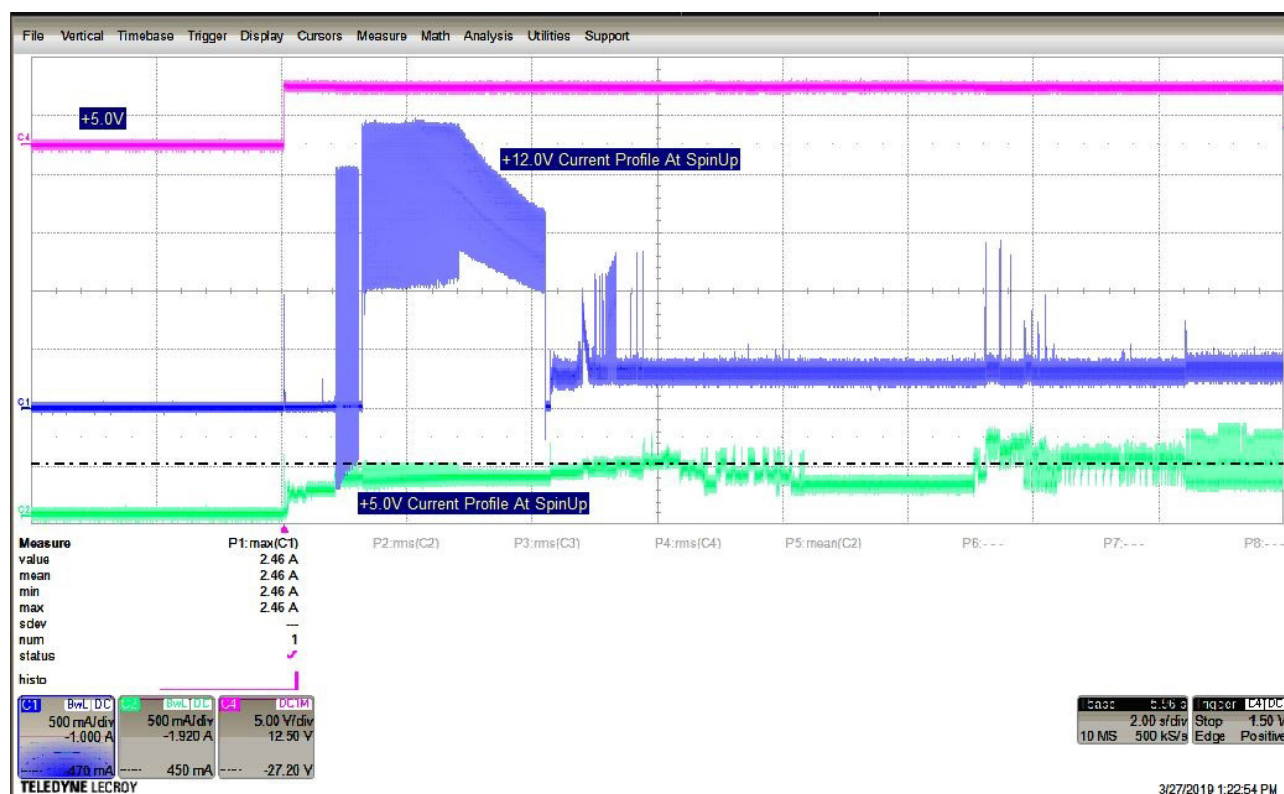 File Vertical Timebase Trigger Display Cursors Measure Math Analysis Utilities Support
+5.0V
C4
+12.0V Current Profile At SpinUp
C1
+5.0V Current Profile At SpinUp
C2
Measure P1:max(C1) P2:rms(C2) P3:rms(C3) P4:rms(C4) P5:mean(C2) P6:--- P7:--- P8:---
value 2.46 A
mean 2.46 A
min 2.46 A
max 2.46 A
sdev ---
num 1
status
histo
C1 BwL DC C2 BwL DC C4 DC1M Tbase 5.56 s Trigger C4 DC
500 mA/div 500 mA/div 5.00 V/div 2.00 s/div Stop 1.50 V
-1.000 A -1.920 A 12.50 V 10 MS 500 kS/s Edge Positive
-470 mA 450 mA -27.20 V
TELEDYNE LECROY 3/27/2019 1:22:54 PM